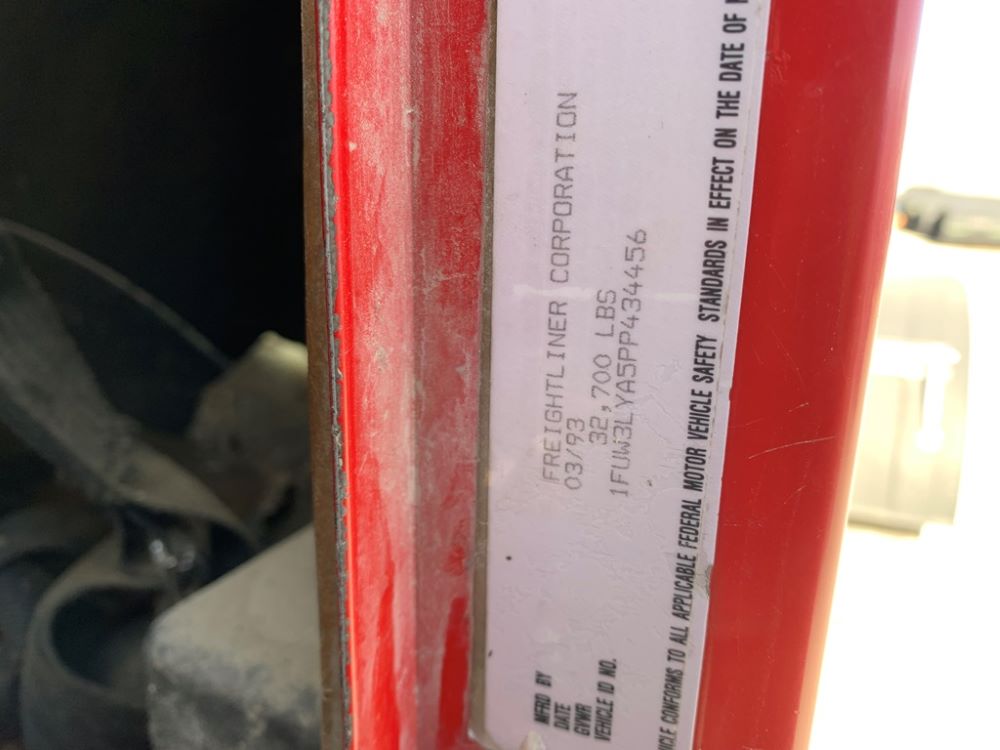 MFRD BY FREIGHTLINER CORPORATION
DATE 03/93
GVWR 32,700 LBS
VEHICLE ID NO. 1FUW3LYA5PP434456
CONFORMS TO ALL APPLICABLE FEDERAL MOTOR VEHICLE SAFETY STANDARDS IN EFFECT ON THE DATE OF